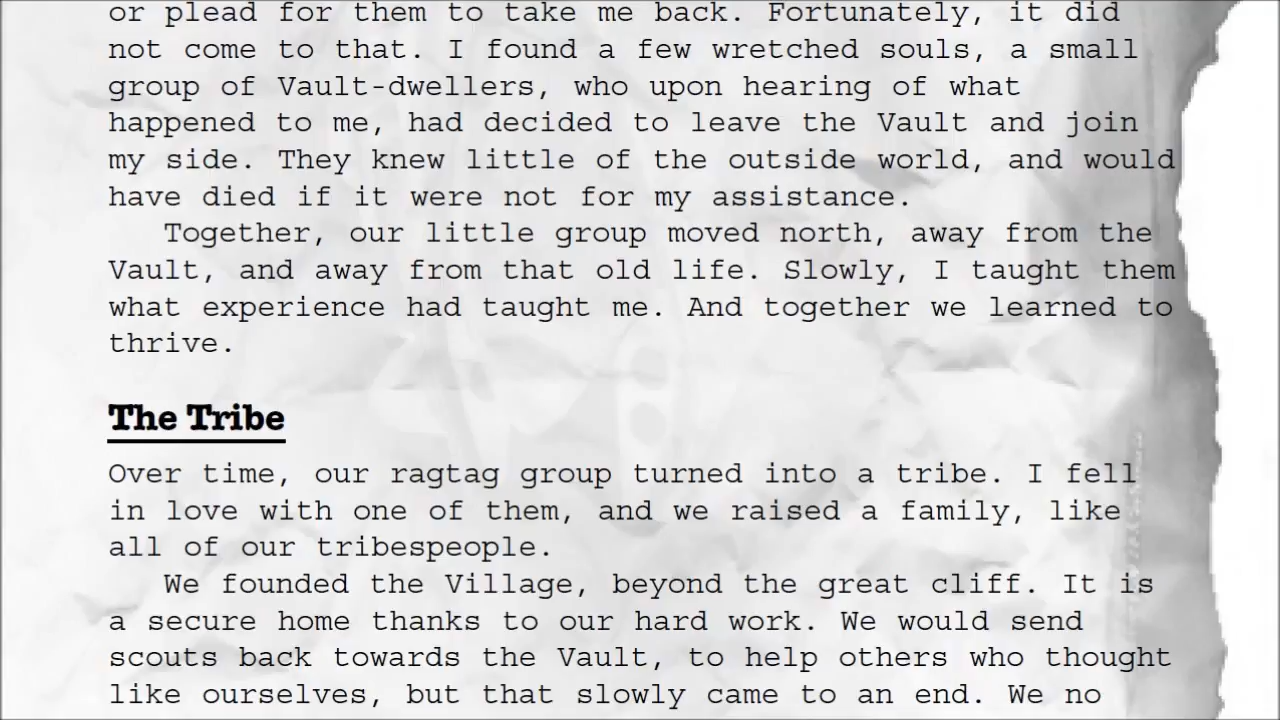 or plead for them to take me back. Fortunately, it did
not come to that. I found a few wretched souls, a small
group of Vault-dwellers, who upon hearing of what
happened to me, had decided to leave the Vault and join
my side. They knew little of the outside world, and would
have died if it were not for my assistance.
Together, our little group moved north, away from the
Vault, and away from that old life. Slowly, I taught them
what experience had taught me. And together we learned to
thrive.
The Tribe
Over time, our ragtag group turned into a tribe. I fell
in love with one of them, and we raised a family, like
all of our tribespeople.
We founded the Village, beyond the great cliff. It is
a secure home thanks to our hard work. We would send
scouts back towards the Vault, to help others who thought
like ourselves, but that slowly came to an end. We no